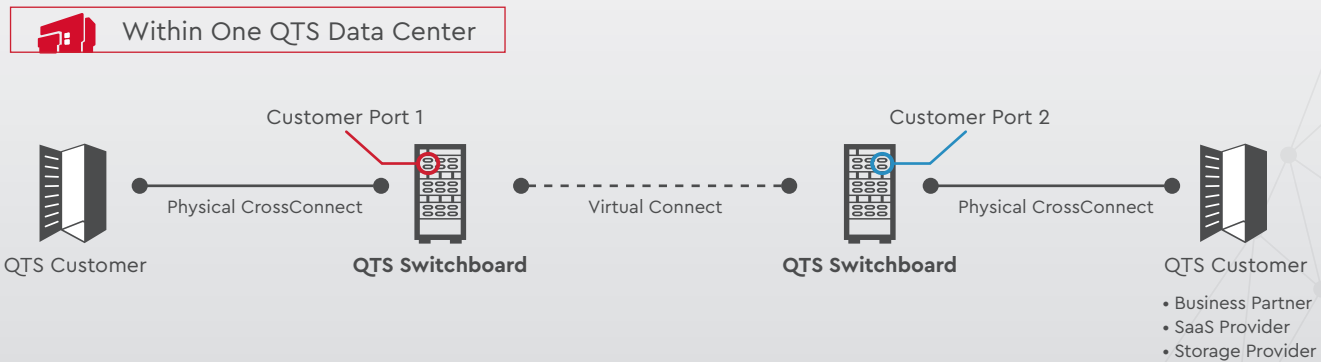 Within One QTS Data Center
Customer Port 1
Customer Port 2
Physical CrossConnect
Virtual Connect
Physical CrossConnect
QTS Customer
QTS Switchboard
QTS Switchboard
QTS Customer
• Business Partner
• SaaS Provider
• Storage Provider